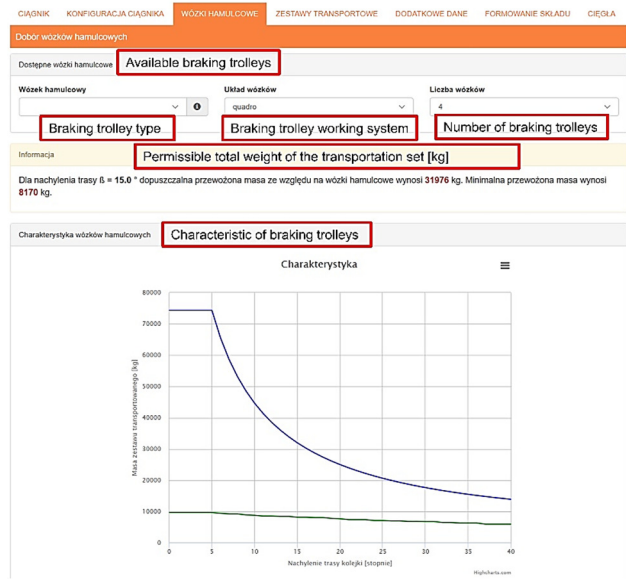 CIĄGNIK KONFIGURACJA CIĄGNIKA WÓZKI HAMULCOWE ZESTAWY TRANSPORTOWE DODATKOWE DANE FORMOWANIE SKŁADU CIĘGŁA
Dobór wózków hamulcowych
Dostępne wózki hamulcowe Available braking trolleys
Wózek hamulcowy Układ wózków Liczba wózków
quadro 4
Braking trolley type Braking trolley working system Number of braking trolleys
Informacja Permissible total weight of the transportation set [kg]
Dla nachylenia trasy ß = 15.0 ° dopuszczalna przewożona masa ze względu na wózki hamulcowe wynosi 31976 kg. Minimalna przewożona masa wynosi
8170 kg.
Charakterystyka wózków hamulcowych Characteristic of braking trolleys
Charakterystyka
Masa zestawu transportowanego [kg]
80000
70000
60000
50000
40000
30000
20000
10000
0
0 5 10 15 20 25 30 35 40
Nachylenie trasy kolejki [stopnie]
Highcharts.com